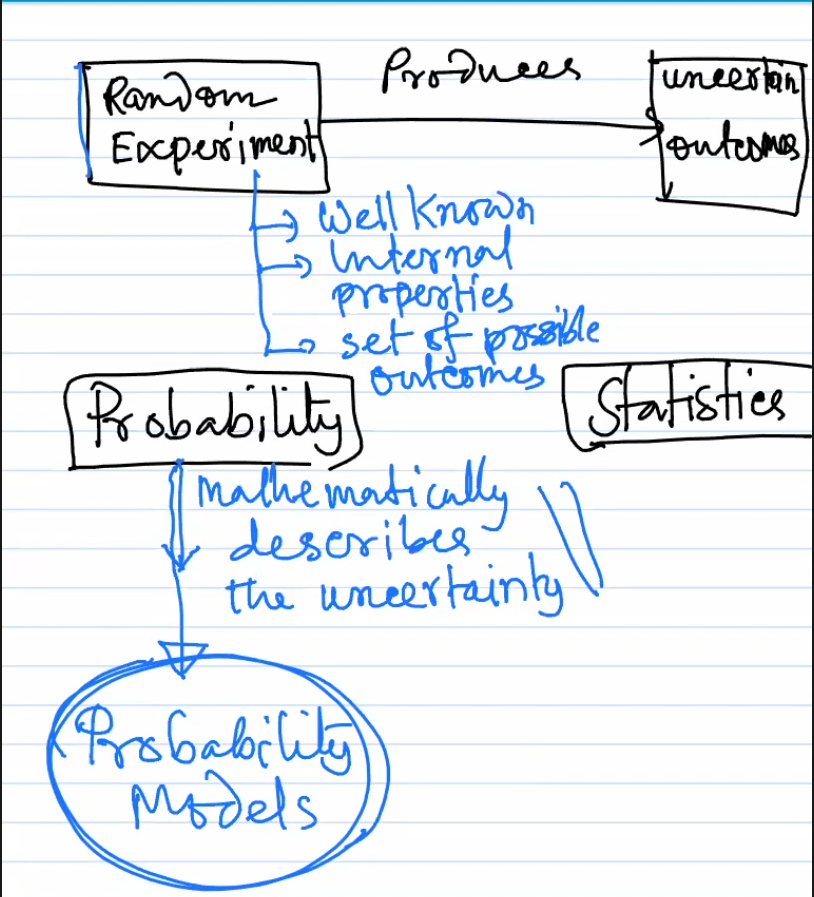 Random
Experiment
Produces
uncertain
outcomes
Well Known
Internal
properties
set of possible
outcomes
Probability
Statistics
Mathematically
describes
the uncertainty
Probability
Models